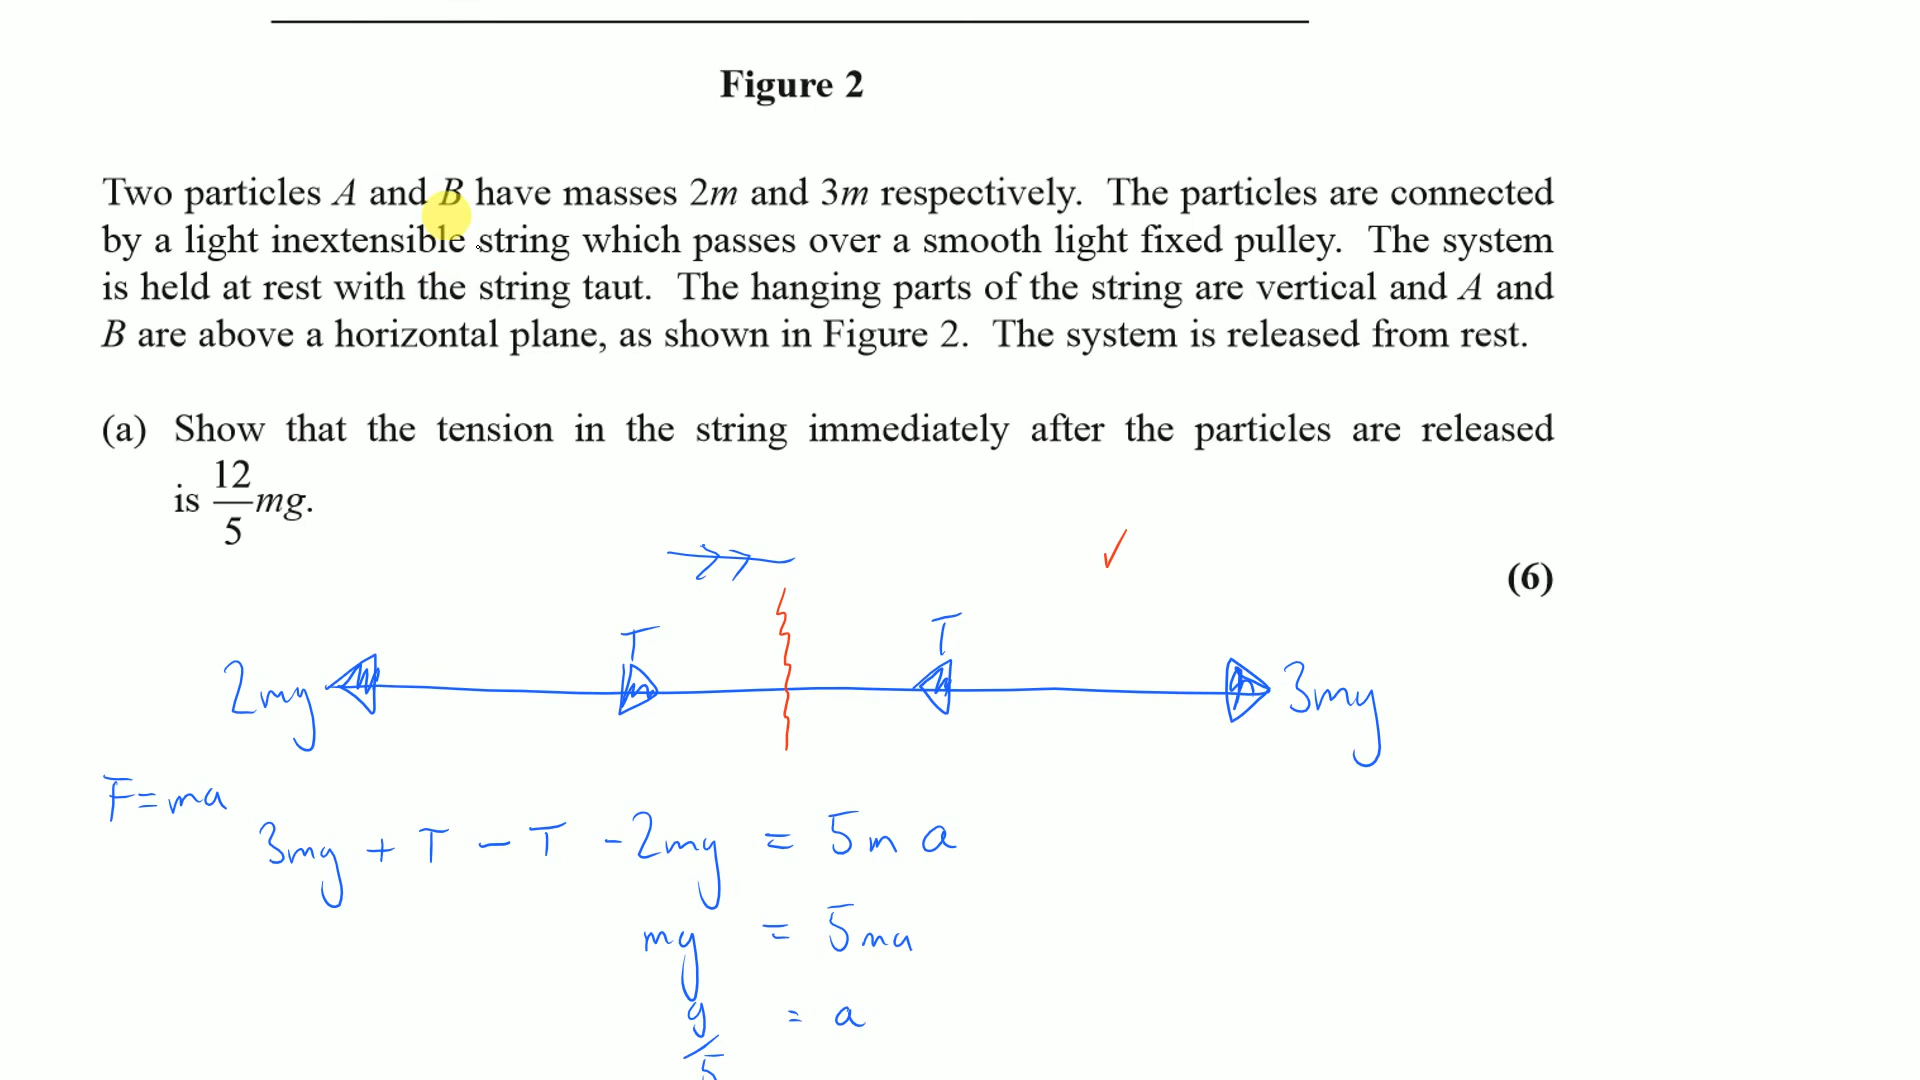 Figure 2
Two particles A and B have masses 2m and 3m respectively. The particles are connected
by a light inextensible string which passes over a smooth light fixed pulley. The system
is held at rest with the string taut. The hanging parts of the string are vertical and A and
B are above a horizontal plane, as shown in Figure 2. The system is released from rest.
(a) Show that the tension in the string immediately after the particles are released
is 12/5 mg.
(6)
T T
2mg 3mg
F=ma
3mg + T - T - 2mg = 5m a
mg = 5ma
g/5 = a